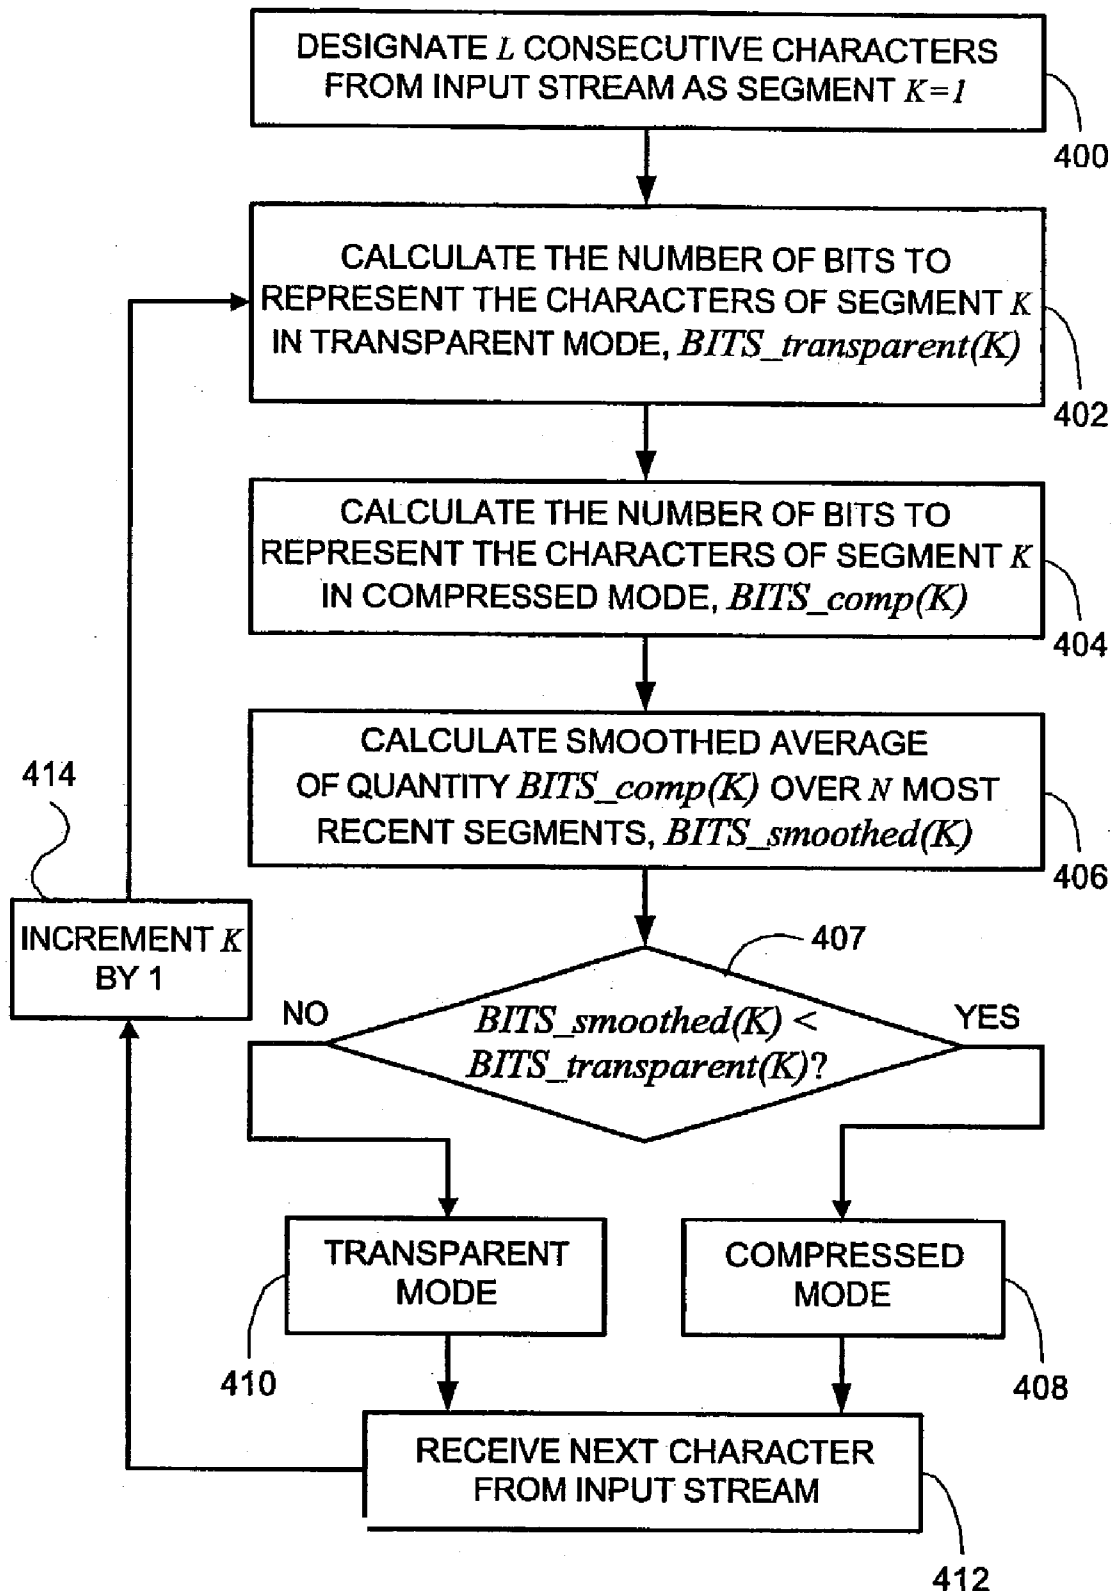 DESIGNATE L CONSECUTIVE CHARACTERS
FROM INPUT STREAM AS SEGMENT K=1
400
CALCULATE THE NUMBER OF BITS TO
REPRESENT THE CHARACTERS OF SEGMENT K
IN TRANSPARENT MODE, BITS_transparent(K)
402
CALCULATE THE NUMBER OF BITS TO
REPRESENT THE CHARACTERS OF SEGMENT K
IN COMPRESSED MODE, BITS_comp(K)
404
CALCULATE SMOOTHED AVERAGE
OF QUANTITY BITS_comp(K) OVER N MOST
RECENT SEGMENTS, BITS_smoothed(K)
406
414
INCREMENT K
BY 1
407
NO
BITS_smoothed(K) <
BITS_transparent(K)?
YES
TRANSPARENT
MODE
410
COMPRESSED
MODE
408
RECEIVE NEXT CHARACTER
FROM INPUT STREAM
412